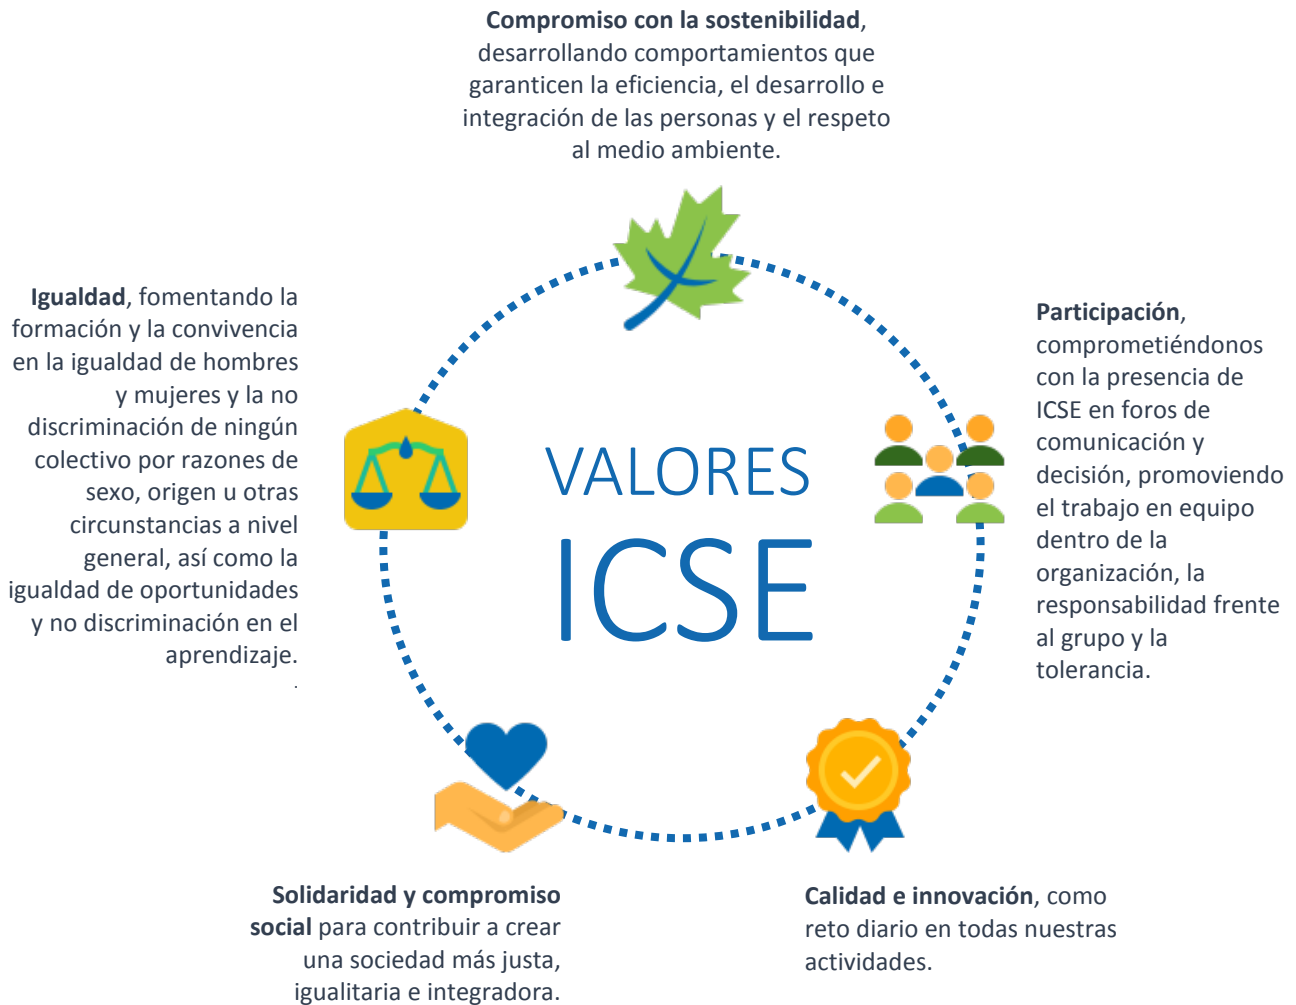 Compromiso con la sostenibilidad,
desarrollando comportamientos que
garanticen la eficiencia, el desarrollo e
integración de las personas y el respeto
al medio ambiente.
Igualdad, fomentando la
formación y la convivencia
en la igualdad de hombres
y mujeres y la no
discriminación de ningún
colectivo por razones de
sexo, origen u otras
circunstancias a nivel
general, así como la
igualdad de oportunidades
y no discriminación en el
aprendizaje.
.
VALORES
ICSE
Participación,
comprometiéndonos
con la presencia de
ICSE en foros de
comunicación y
decisión, promoviendo
el trabajo en equipo
dentro de la
organización, la
responsabilidad frente
al grupo y la
tolerancia.
Solidaridad y compromiso
social para contribuir a crear
una sociedad más justa,
igualitaria e integradora.
Calidad e innovación, como
reto diario en todas nuestras
actividades.